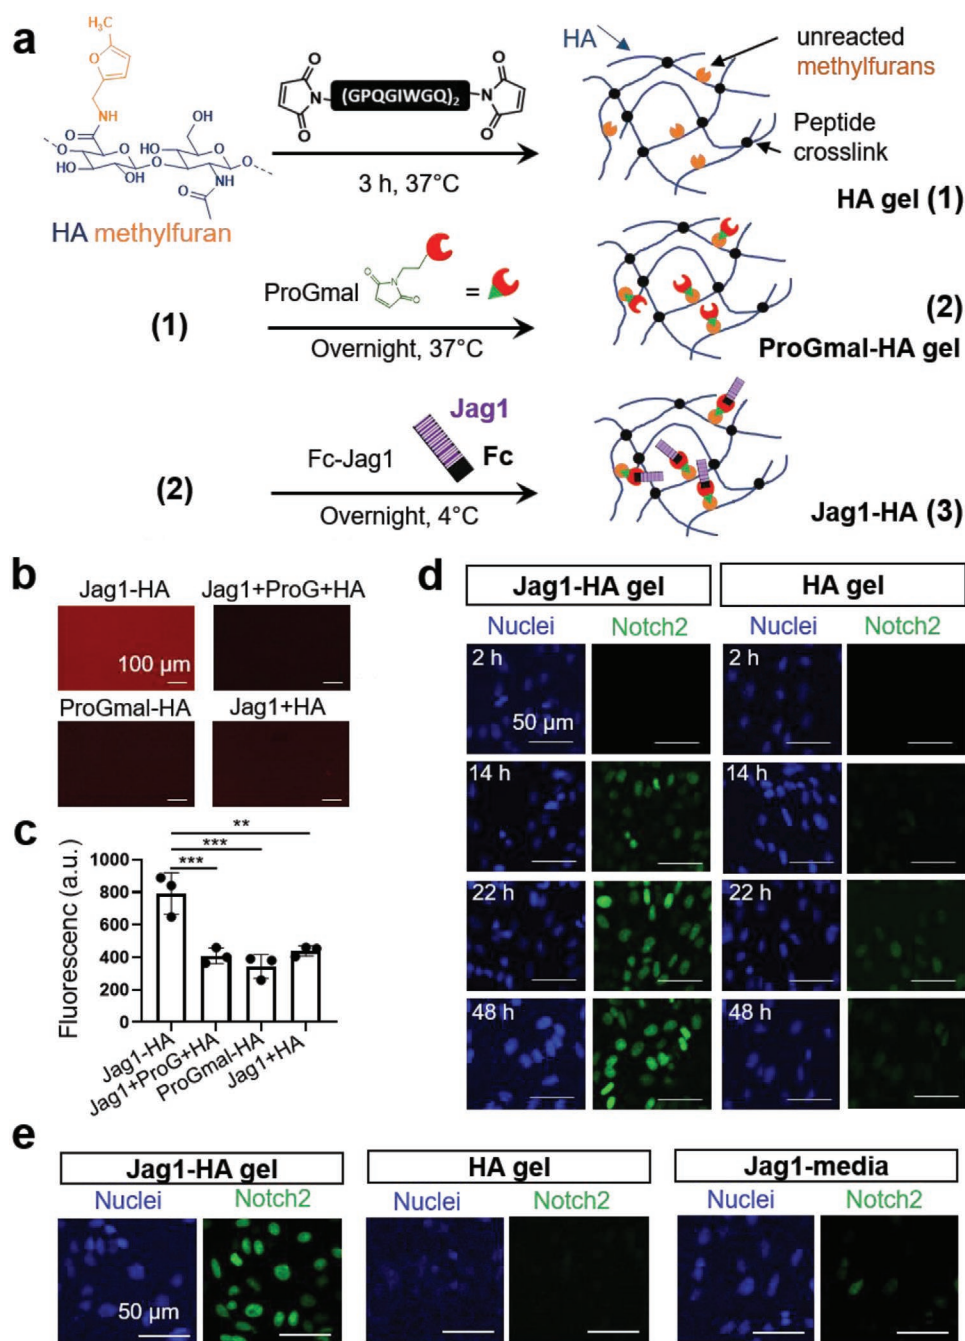 a
H₃C
O
NH
O
HO
HO
OH
O
OH
HO
O
O
NH
O
HA methylfuran
O
N
O
(GPQGIWGQ)₂
O
N
O
3 h, 37°C
HA
unreacted
methylfurans
Peptide
crosslink
HA gel (1)
(1)
ProGmal
O
N
O
=
Overnight, 37°C
(2)
ProGmal-HA gel
(2)
Fc-Jag1
Jag1
Fc
Overnight, 4°C
Jag1-HA (3)
b
Jag1-HA
Jag1+ProG+HA
100 µm
ProGmal-HA
Jag1+HA
c
**
***
***
Fluorescenc (a.u.)
1000
800
600
400
200
0
Jag1-HA
Jag1+ProG+HA
ProGmal-HA
Jag1+HA
d
Jag1-HA gel
HA gel
Nuclei
Notch2
Nuclei
Notch2
2 h
50 µm
2 h
14 h
14 h
22 h
22 h
48 h
48 h
e
Jag1-HA gel
HA gel
Jag1-media
Nuclei
Notch2
Nuclei
Notch2
Nuclei
Notch2
50 µm